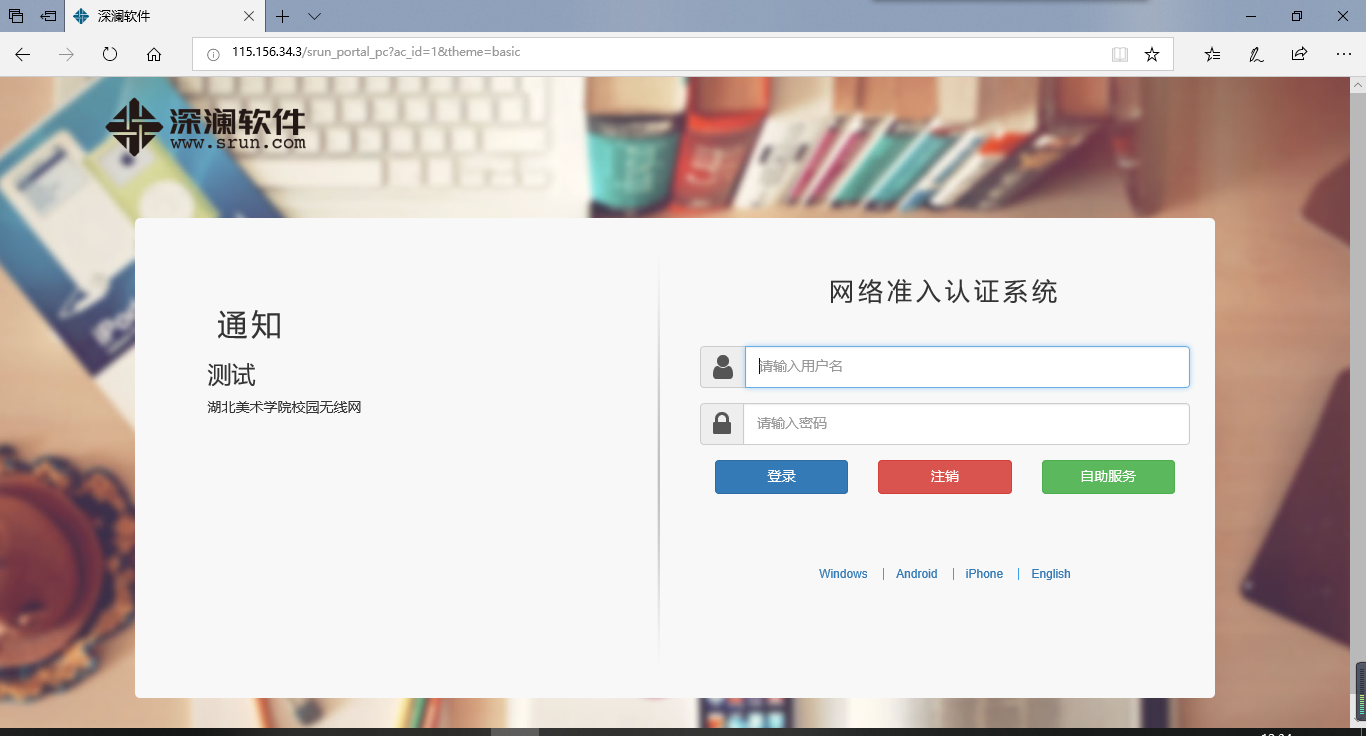 深澜软件
115.156.34.3/srun_portal_pc?ac_id=1&theme=basic
深澜软件
www.srun.com
通知
测试
湖北美术学院校园无线网
网络准入认证系统
请输入用户名
请输入密码
登录 注销 自助服务
Windows | Android | iPhone | English